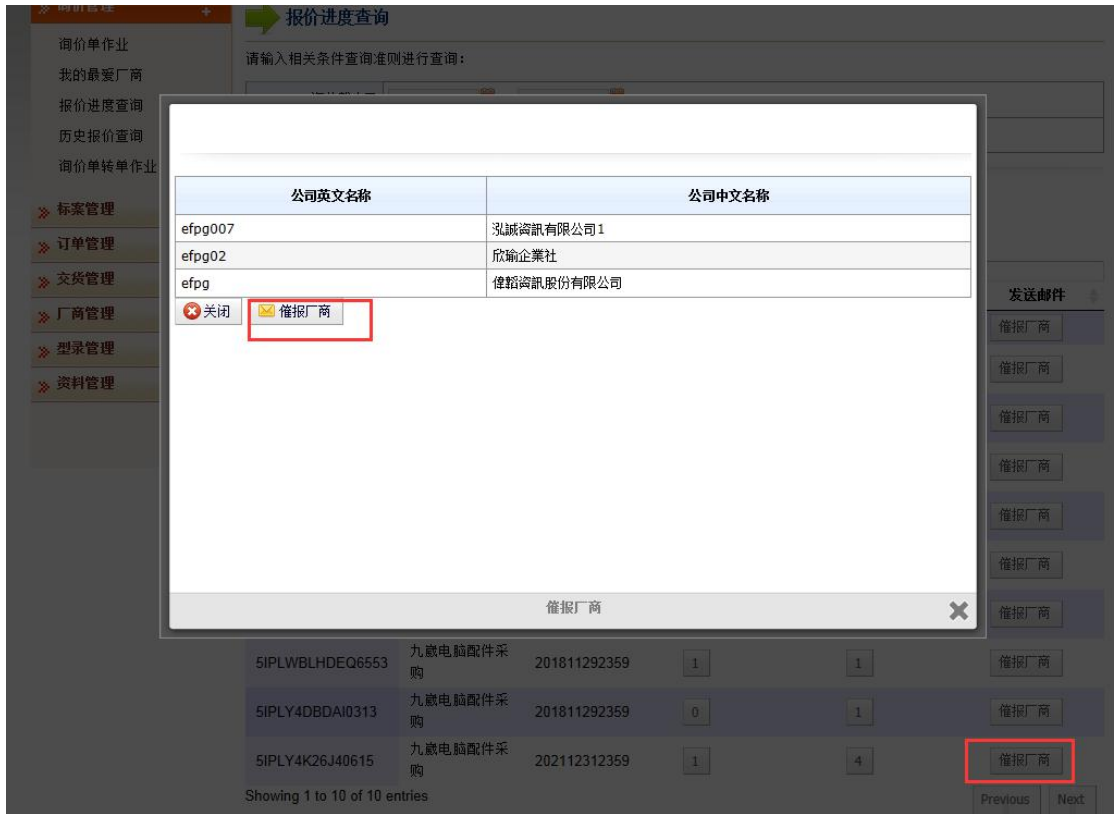 询价管理 +
报价进度查询
询价单作业
我的最爱厂商
报价进度查询
历史报价查询
询价单转单作业
标案管理
订单管理
交货管理
厂商管理
型录管理
资料管理
请输入相关条件查询准则进行查询:
公司英文名称 公司中文名称
efpg007 泓誠資訊有限公司1
efpg02 欣瑜企業社
efpg 偉韜資訊股份有限公司
关闭 催报厂商
催报厂商
发送邮件
催报厂商
催报厂商
催报厂商
催报厂商
催报厂商
催报厂商
催报厂商
5IPLWBLHDEQ6553 九崴电脑配件采购 201811292359 1 1 催报厂商
5IPLY4DBDAI0313 九崴电脑配件采购 201811292359 0 1 催报厂商
5IPLY4K26J40615 九崴电脑配件采购 202112312359 1 4 催报厂商
Showing 1 to 10 of 10 entries
Previous Next